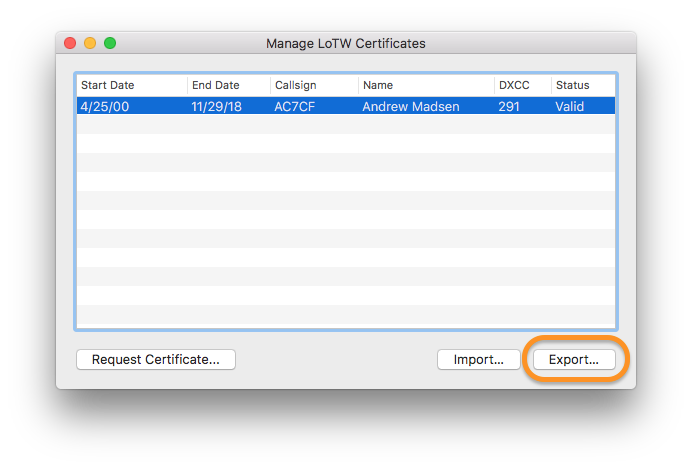 Manage LoTW Certificates
Start Date End Date Callsign Name DXCC Status
4/25/00 11/29/18 AC7CF Andrew Madsen 291 Valid
Request Certificate... Import... Export...